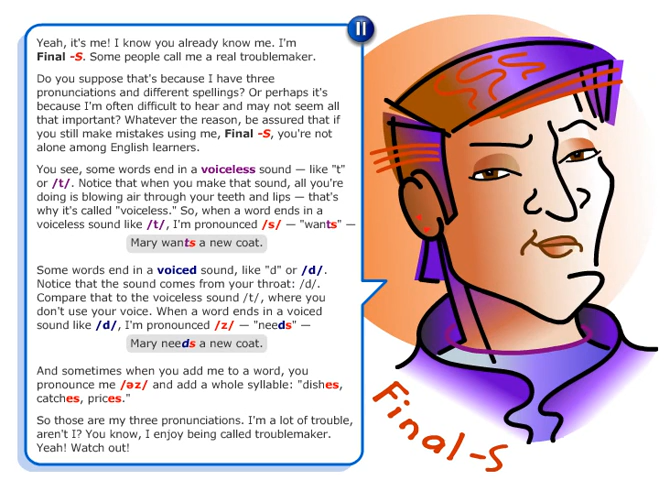 II
Yeah, it's me! I know you already know me. I'm
Final -S. Some people call me a real troublemaker.
Do you suppose that's because I have three
pronunciations and different spellings? Or perhaps it's
because I'm often difficult to hear and may not seem all
that important? Whatever the reason, be assured that if
you still make mistakes using me, Final -S, you're not
alone among English learners.
You see, some words end in a voiceless sound — like "t"
or /t/. Notice that when you make that sound, all you're
doing is blowing air through your teeth and lips — that's
why it's called "voiceless." So, when a word ends in a
voiceless sound like /t/, I'm pronounced /s/ — "wants" —
Mary wants a new coat.
Some words end in a voiced sound, like "d" or /d/.
Notice that the sound comes from your throat: /d/.
Compare that to the voiceless sound /t/, where you
don't use your voice. When a word ends in a voiced
sound like /d/, I'm pronounced /z/ — "needs" —
Mary needs a new coat.
And sometimes when you add me to a word, you
pronounce me /əz/ and add a whole syllable: "dishes,
catches, prices."
So those are my three pronunciations. I'm a lot of trouble,
aren't I? You know, I enjoy being called troublemaker.
Yeah! Watch out!
Final -S